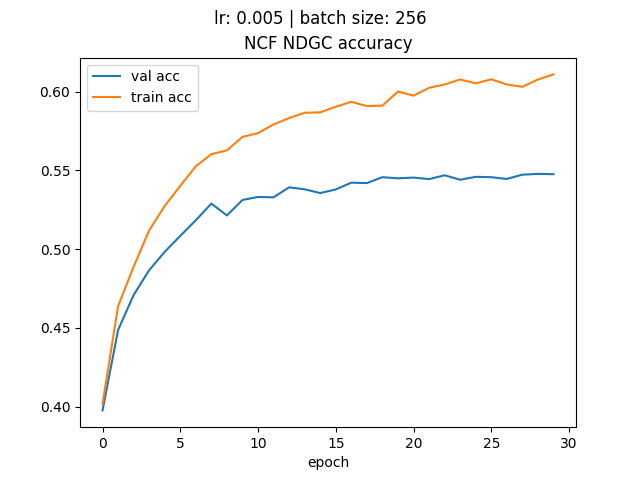 lr: 0.005 | batch size: 256
NCF NDGC accuracy
val acc
train acc
0.60
0.55
0.50
0.45
0.40
0 5 10 15 20 25 30
epoch